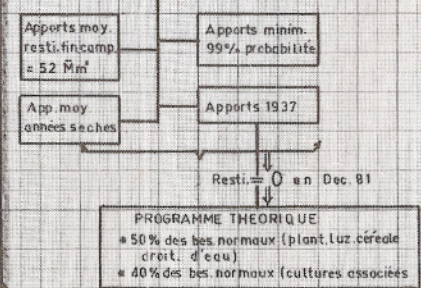 Apports moy.
resti.fin camp.
= 52 Mm³
Apports minim.
99% probabilité
App. moy
années seches
Apports 1937
Resti. = 0 en Dec. 81
PROGRAMME THEORIQUE
* 50% des bes. normaux (plant. luz. céréale
droit. d'eau)
* 40% des bes. normaux (cultures associées